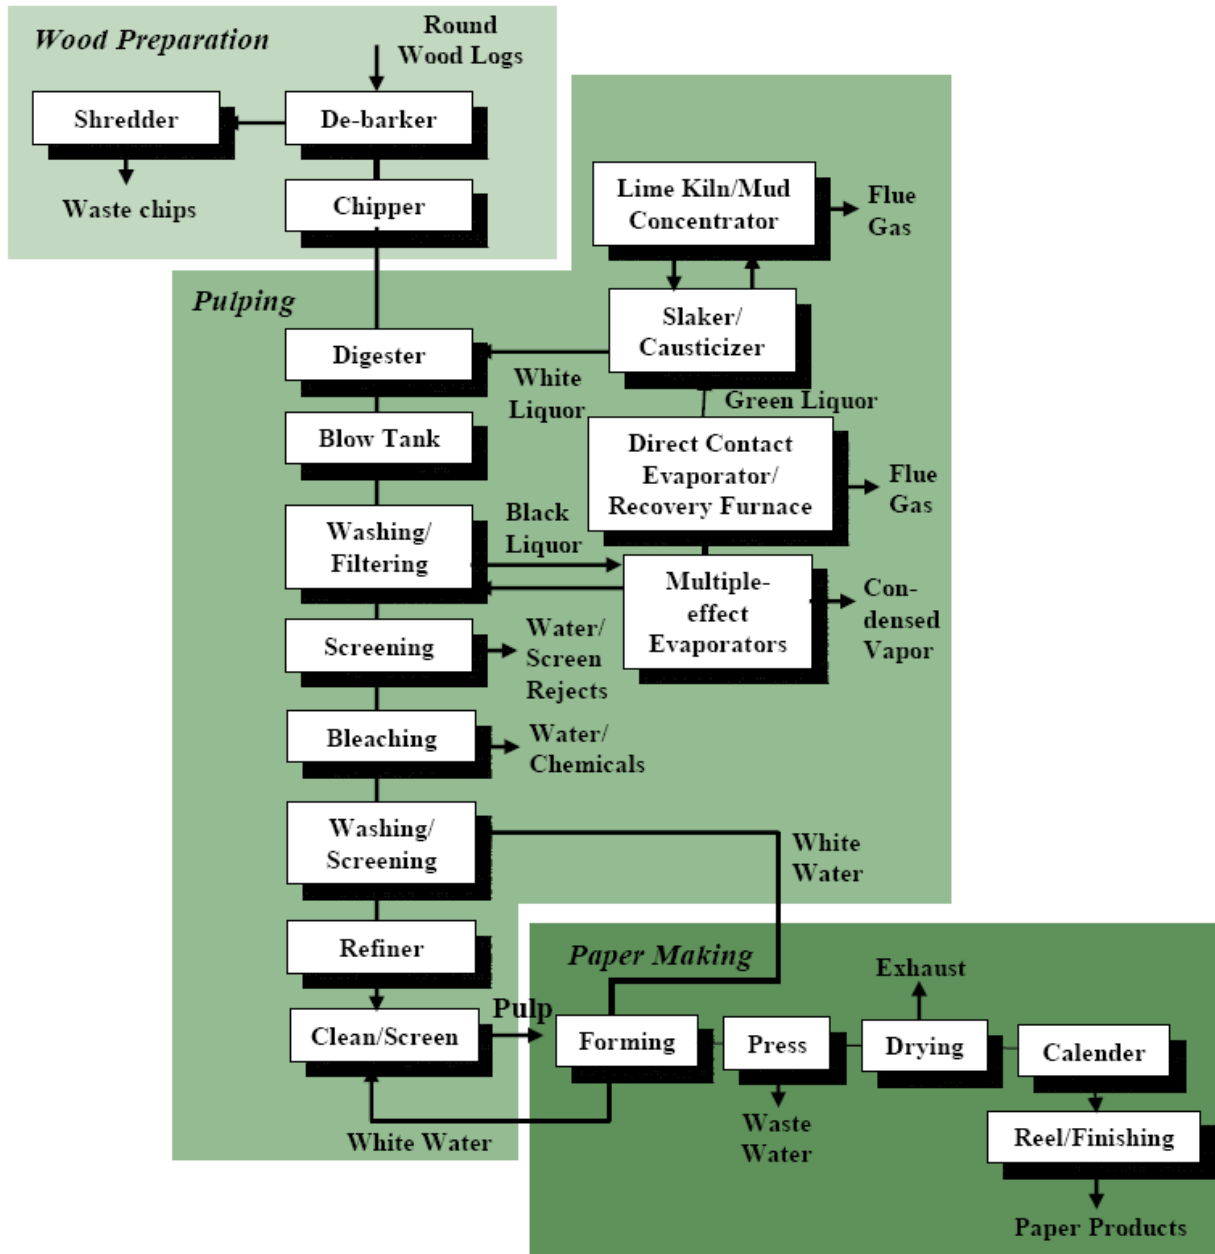 Wood Preparation
Round
Wood Logs
Shredder
De-barker
Waste chips
Chipper
Lime Kiln/Mud
Concentrator
Flue
Gas
Pulping
Slaker/
Causticizer
Digester
White
Liquor
Green Liquor
Blow Tank
Direct Contact
Evaporator/
Recovery Furnace
Flue
Gas
Washing/
Filtering
Black
Liquor
Multiple-
effect
Evaporators
Con-
densed
Vapor
Screening
Water/
Screen
Rejects
Bleaching
Water/
Chemicals
Washing/
Screening
White
Water
Refiner
Paper Making
Exhaust
Clean/Screen
Pulp
Forming
Press
Drying
Calender
White Water
Waste
Water
Reel/Finishing
Paper Products